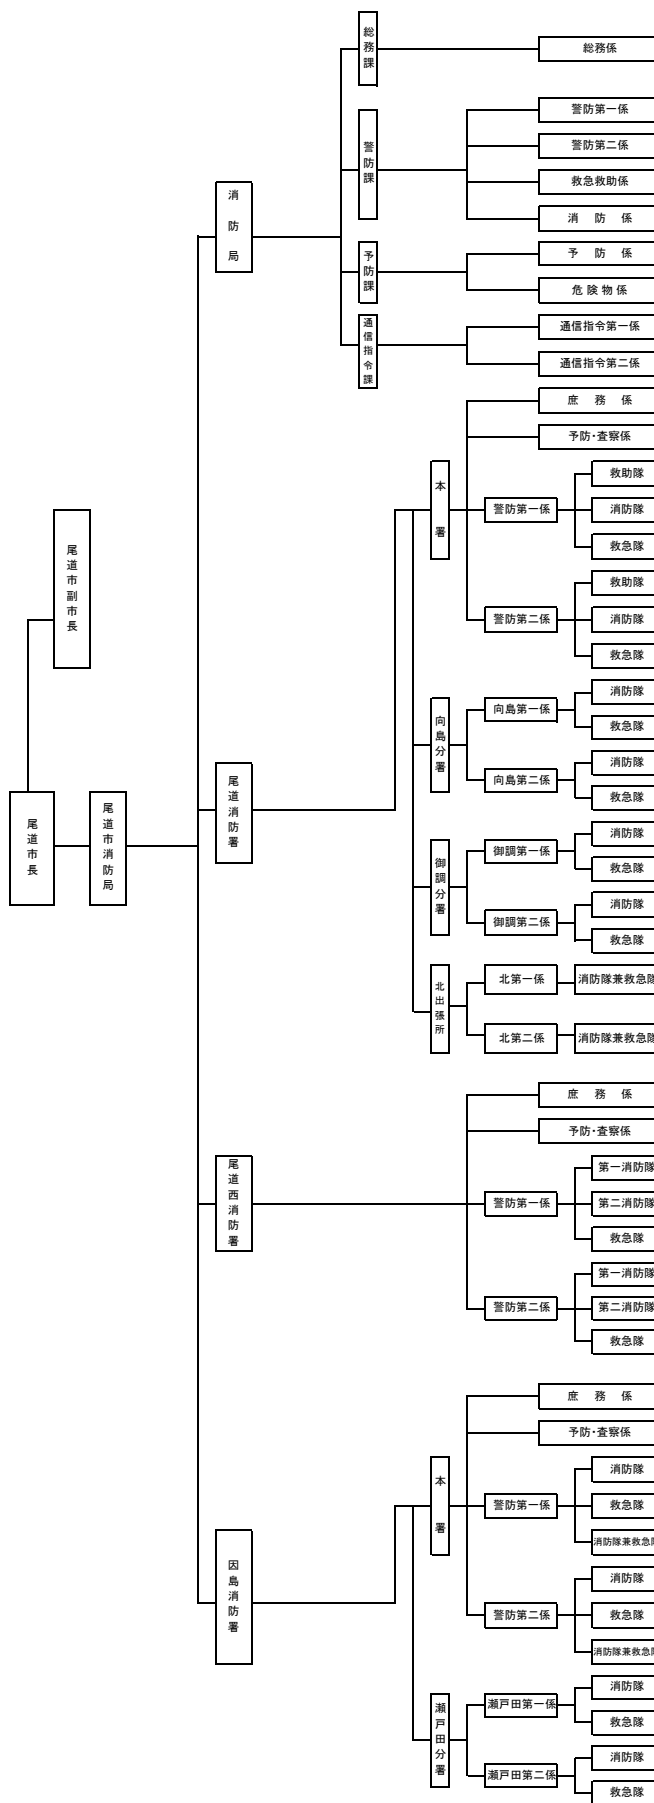 尾道市長
尾道市副市長
尾道市消防局
消防局
総務課
総務係
警防課
警防第一係
警防第二係
救急救助係
消防係
予防課
予防係
危険物係
通信指令課
通信指令第一係
通信指令第二係
尾道消防署
本署
庶務係
予防・査察係
警防第一係
救助隊
消防隊
救急隊
警防第二係
救助隊
消防隊
救急隊
向島分署
向島第一係
消防隊
救急隊
向島第二係
消防隊
救急隊
御調分署
御調第一係
消防隊
救急隊
御調第二係
消防隊
救急隊
北出張所
北第一係
消防隊兼救急隊
北第二係
消防隊兼救急隊
尾道西消防署
庶務係
予防・査察係
警防第一係
第一消防隊
第二消防隊
救急隊
警防第二係
第一消防隊
第二消防隊
救急隊
因島消防署
本署
庶務係
予防・査察係
警防第一係
消防隊
救急隊
消防隊兼救急隊
警防第二係
消防隊
救急隊
消防隊兼救急隊
瀬戸田分署
瀬戸田第一係
消防隊
救急隊
瀬戸田第二係
消防隊
救急隊